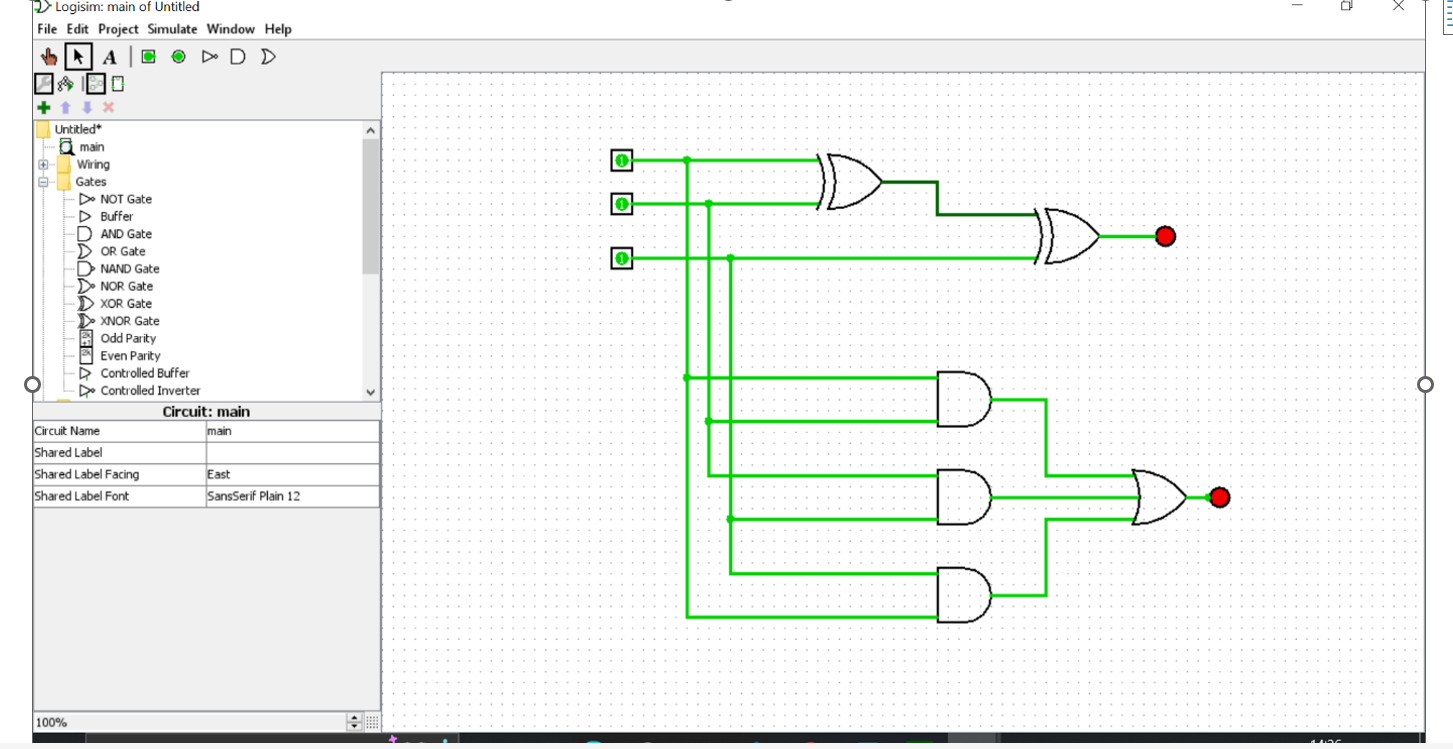 Logisim: main of Untitled
File Edit Project Simulate Window Help
A
Untitled*
main
Wiring
Gates
NOT Gate
Buffer
AND Gate
OR Gate
NAND Gate
NOR Gate
XOR Gate
XNOR Gate
Odd Parity
Even Parity
Controlled Buffer
Controlled Inverter
Circuit: main
Circuit Name main
Shared Label
Shared Label Facing East
Shared Label Font SansSerif Plain 12
100%
1
1
1